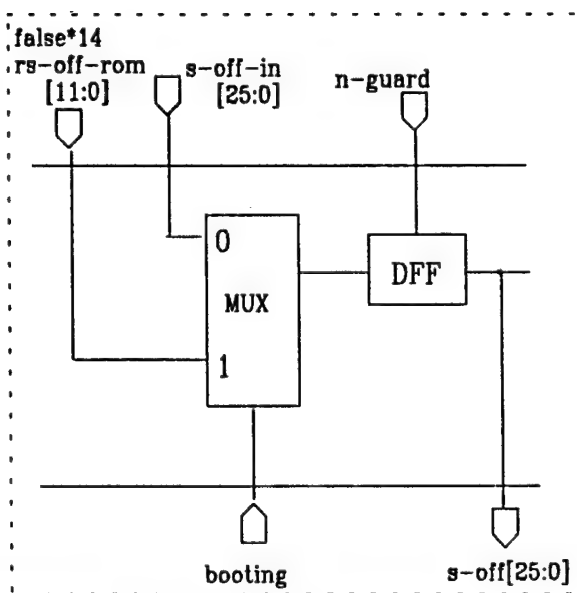 false*14
rs-off-rom
[11:0]
s-off-in
[25:0]
n-guard
0
MUX
1
DFF
booting
s-off[25:0]